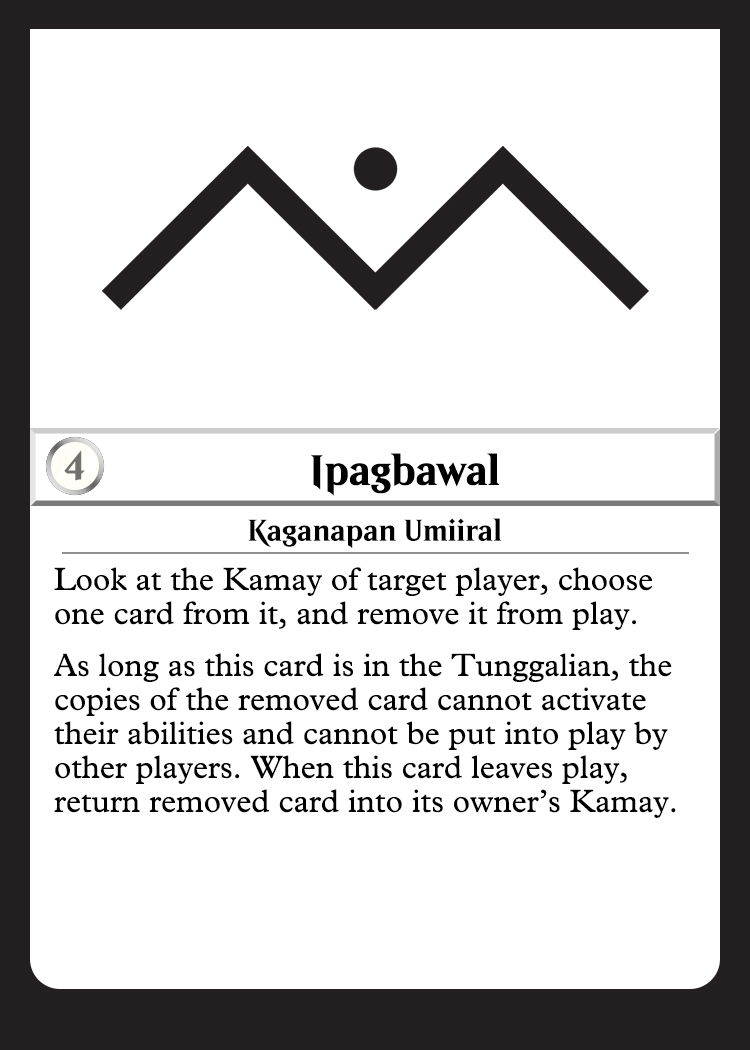 4
Ipagbawal
Kaganapan Umiiral
Look at the Kamay of target player, choose
one card from it, and remove it from play.
As long as this card is in the Tunggalian, the
copies of the removed card cannot activate
their abilities and cannot be put into play by
other players. When this card leaves play,
return removed card into its owner’s Kamay.